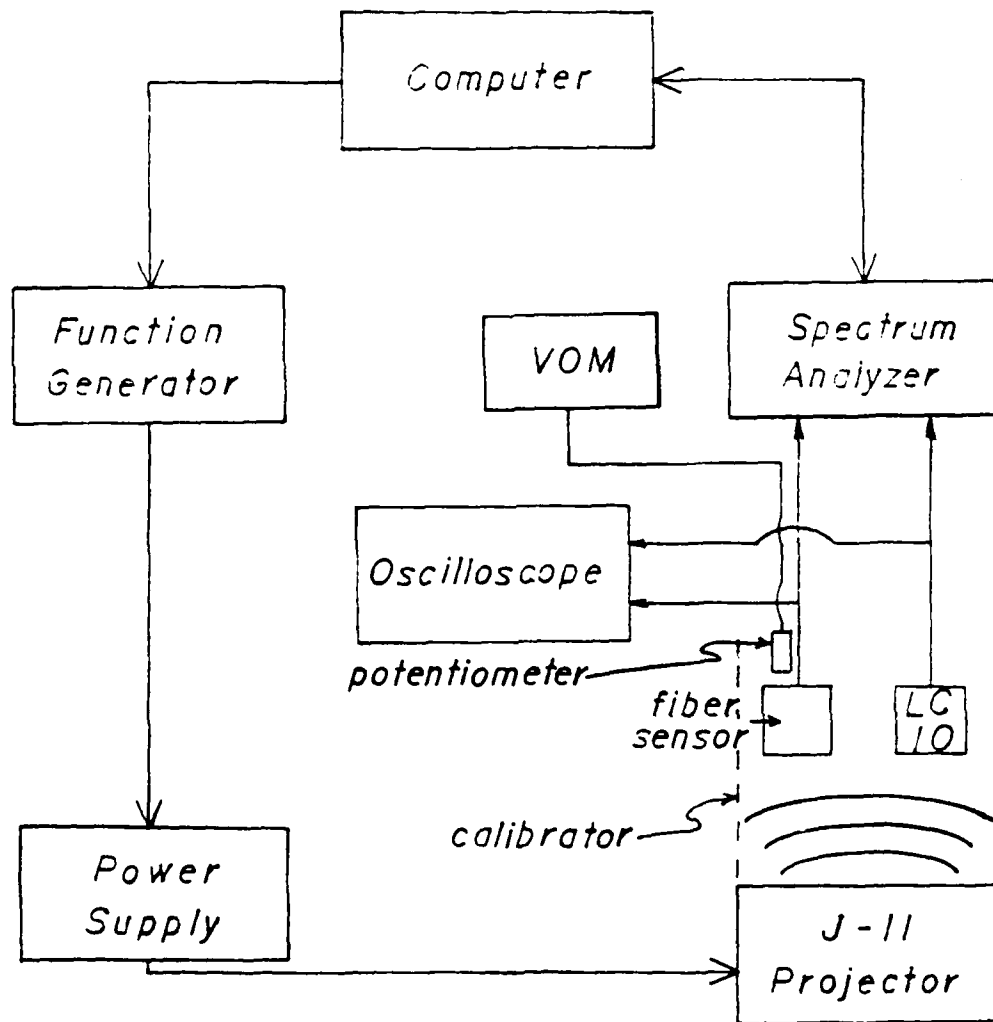 Computer
Function
Generator
VOM
Spectrum
Analyzer
Oscilloscope
potentiometer
fiber
sensor
LC
10
calibrator
Power
Supply
J-11
Projector